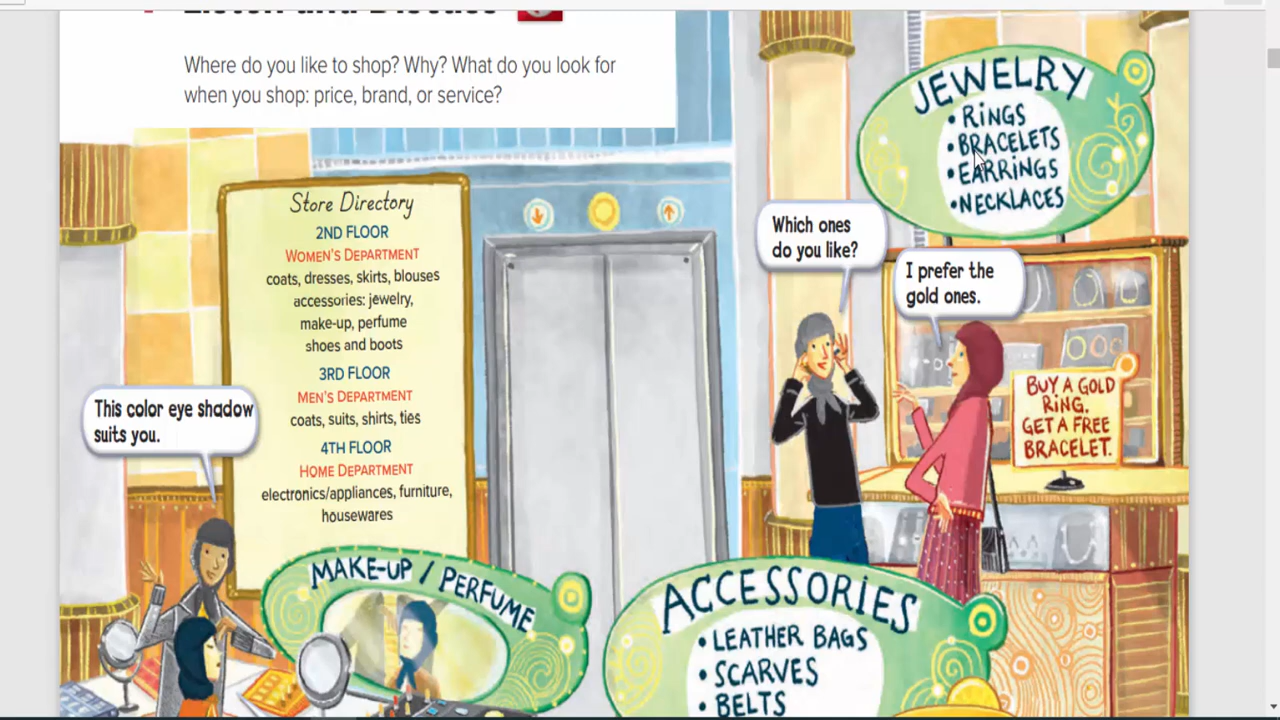 Listen and Discuss
Where do you like to shop? Why? What do you look for
when you shop: price, brand, or service?
JEWELRY
• RINGS
• BRACELETS
• EARRINGS
• NECKLACES
Store Directory
2ND FLOOR
WOMEN'S DEPARTMENT
coats, dresses, skirts, blouses
accessories: jewelry,
make-up, perfume
shoes and boots
3RD FLOOR
MEN'S DEPARTMENT
coats, suits, shirts, ties
4TH FLOOR
HOME DEPARTMENT
electronics/appliances, furniture,
housewares
Which ones
do you like?
I prefer the
gold ones.
BUY A GOLD
RING.
GET A FREE
BRACELET.
This color eye shadow
suits you.
MAKE-UP / PERFUME
ACCESSORIES
• LEATHER BAGS
• SCARVES
• BELTS